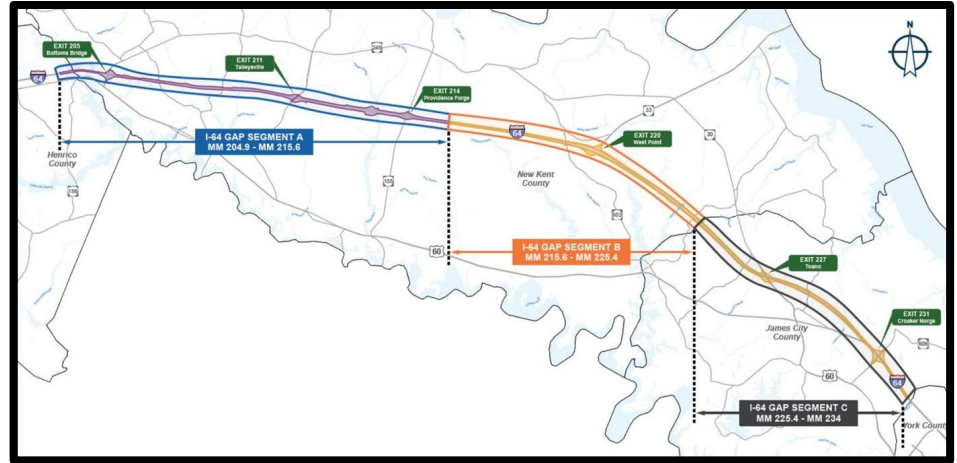 N
EXIT 205
Bottoms Bridge
249
EXIT 211
Talleysville
64
EXIT 214
Providence Forge
33
64
EXIT 220
West Point
30
I-64 GAP SEGMENT A
MM 204.9 - MM 215.6
Henrico
County
New Kent
County
155
156
60
I-64 GAP SEGMENT B
MM 215.6 - MM 225.4
EXIT 227
Toano
EXIT 231
Croaker Norge
James City
County
60
64
I-64 GAP SEGMENT C
MM 225.4 - MM 234
York County